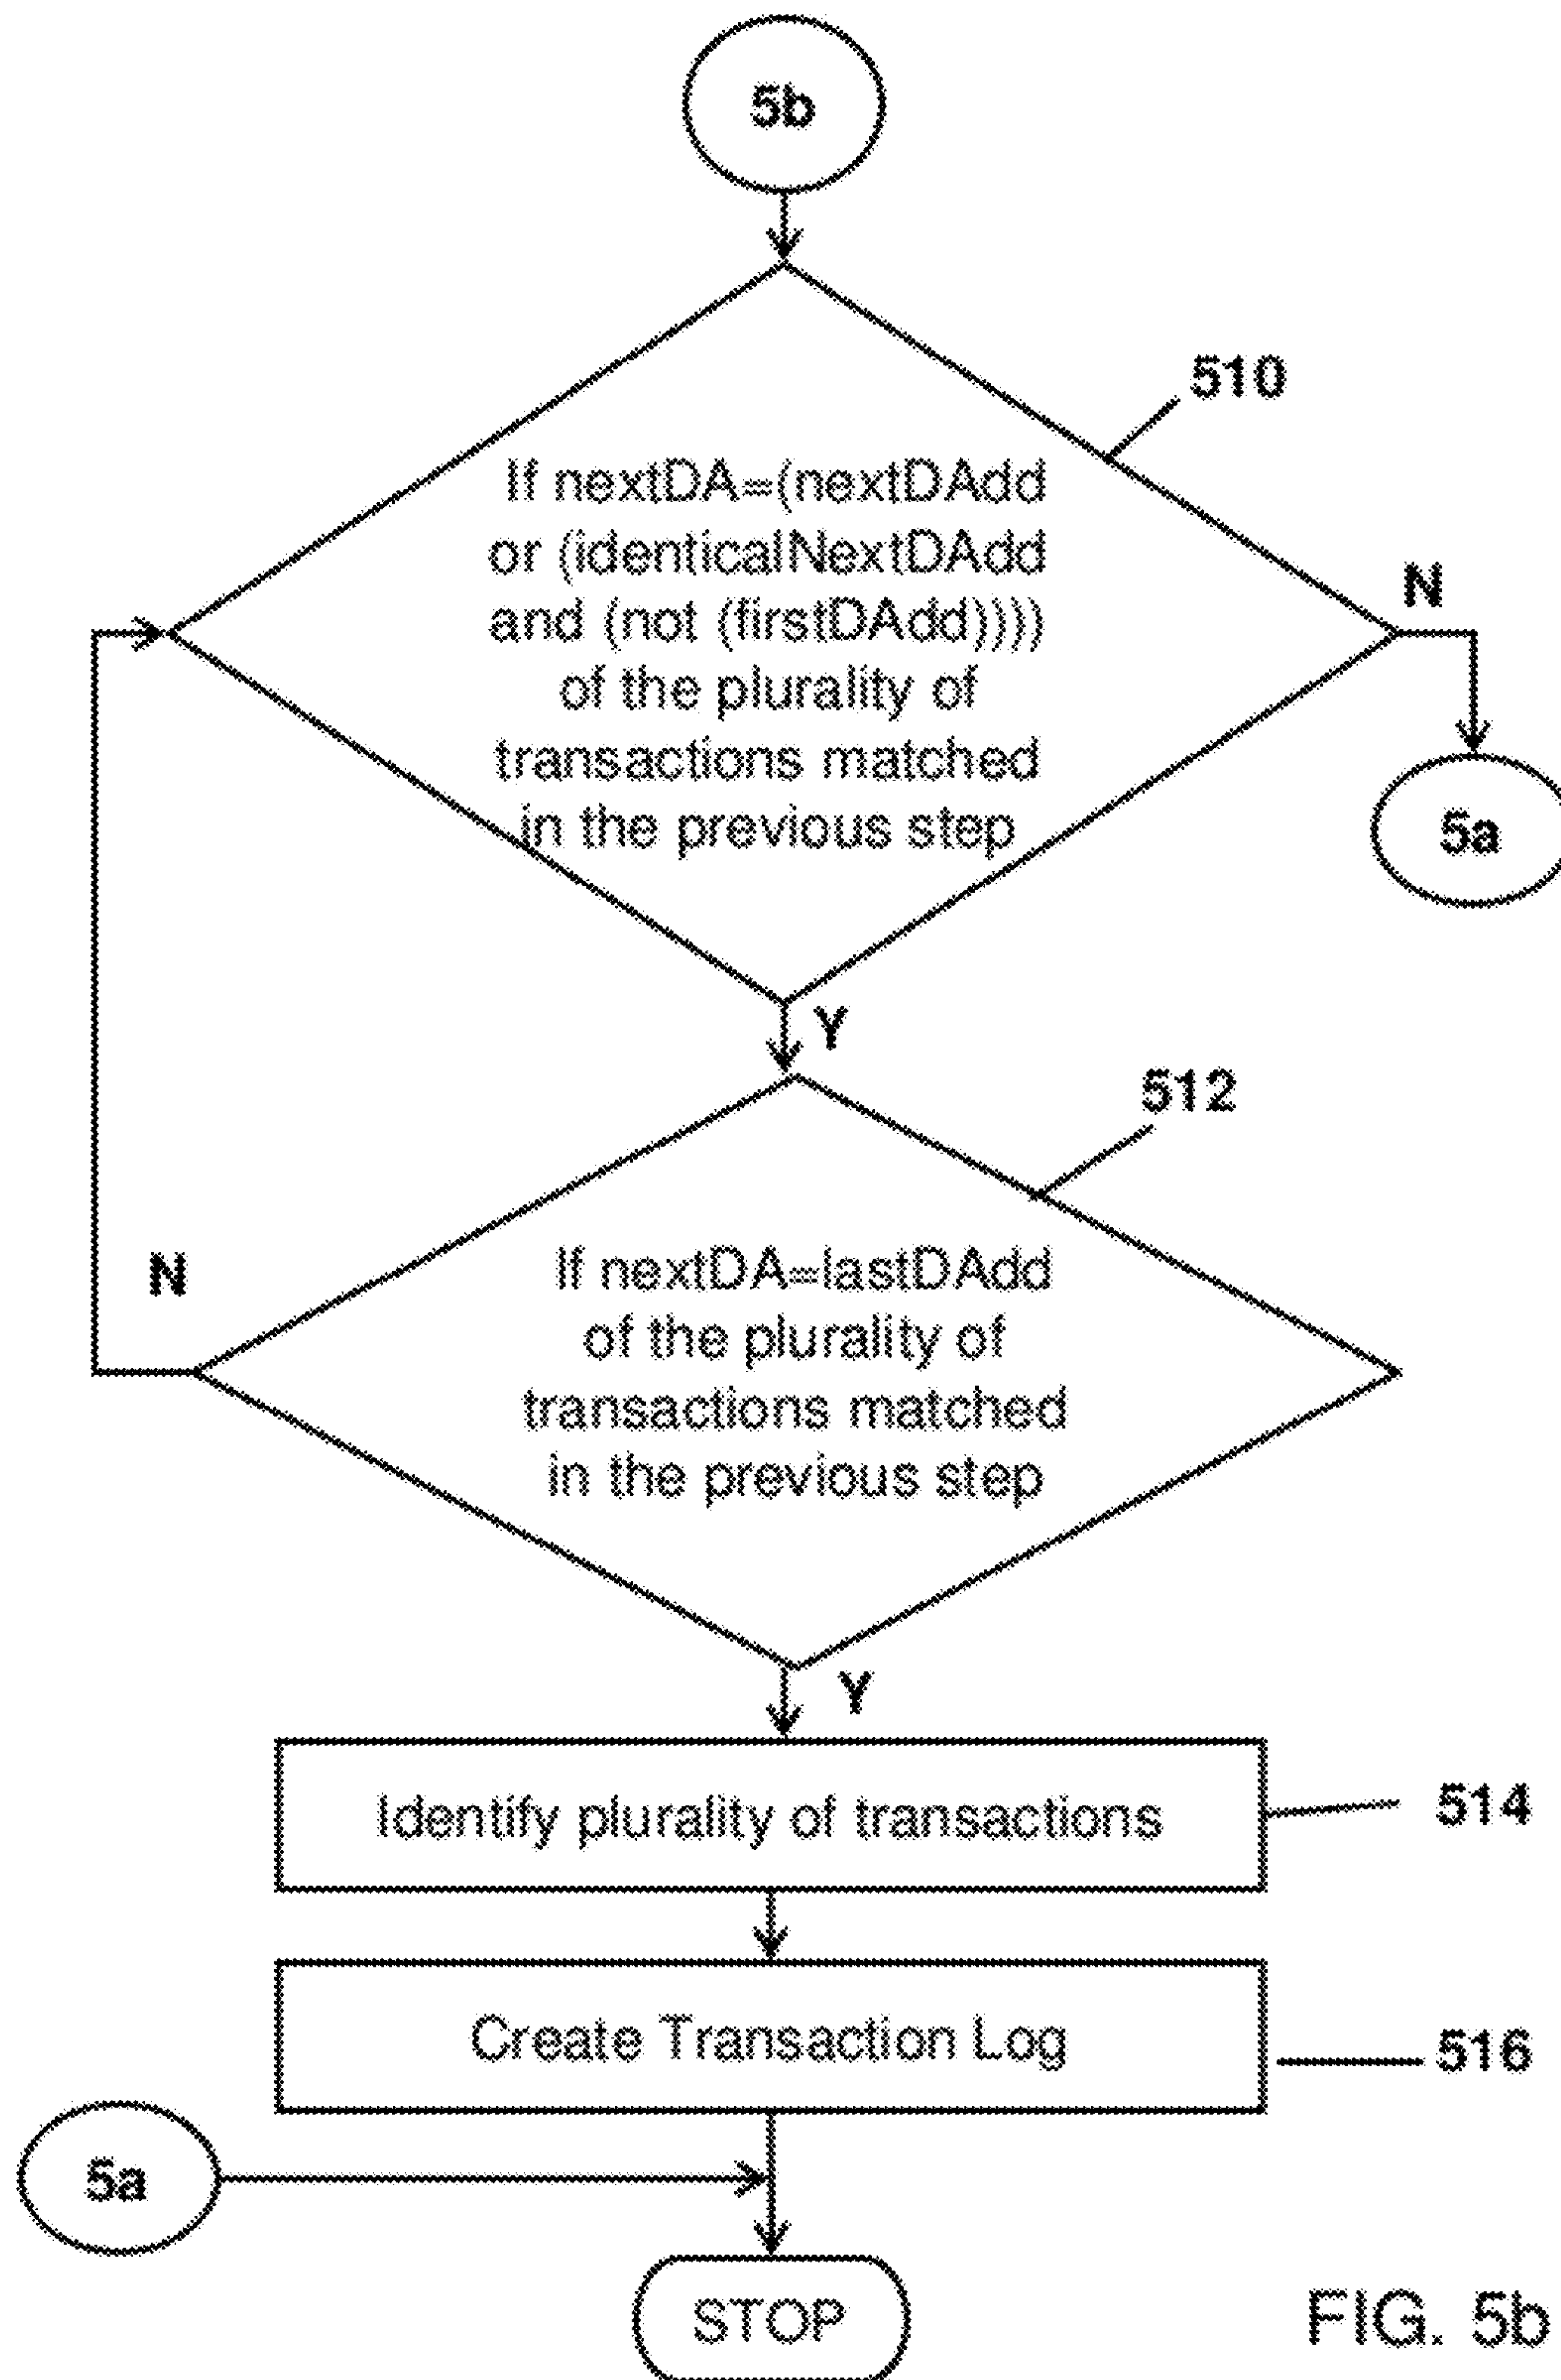 5b
510
If nextDA=(nextDAdd
or (identicalNextDAdd
and (not (firstDAdd))))
of the plurality of
transactions matched
in the previous step
N
5a
Y
512
If nextDA=lastDAdd
of the plurality of
transactions matched
in the previous step
N
Y
Identify plurality of transactions
514
Create Transaction Log
516
5a
STOP
FIG. 5b